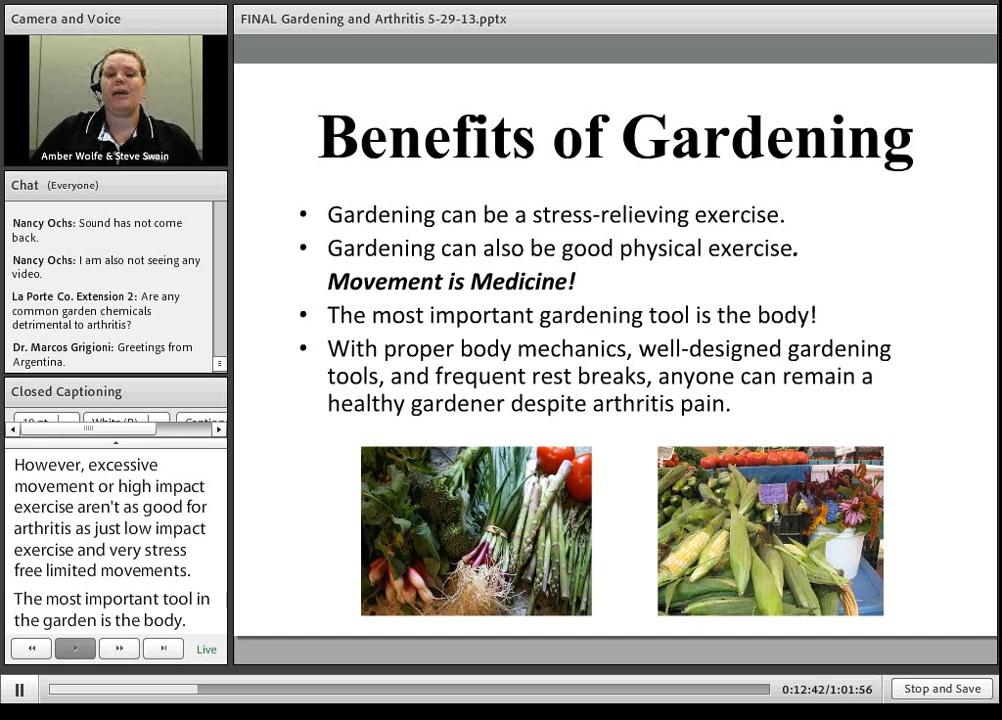 Camera and Voice
Amber Wolfe & Steve Swain
Chat (Everyone)
Nancy Ochs: Sound has not come
back.
Nancy Ochs: I am also not seeing any
video.
La Porte Co. Extension 2: Are any
common garden chemicals
detrimental to arthritis?
Dr. Marcos Grigioni: Greetings from
Argentina.
Closed Captioning
However, excessive
movement or high impact
exercise aren't as good for
arthritis as just low impact
exercise and very stress
free limited movements.
The most important tool in
the garden is the body.
Live
FINAL Gardening and Arthritis 5-29-13.pptx
Benefits of Gardening
• Gardening can be a stress-relieving exercise.
• Gardening can also be good physical exercise.
Movement is Medicine!
• The most important gardening tool is the body!
• With proper body mechanics, well-designed gardening
tools, and frequent rest breaks, anyone can remain a
healthy gardener despite arthritis pain.
0:12:42/1:01:56
Stop and Save